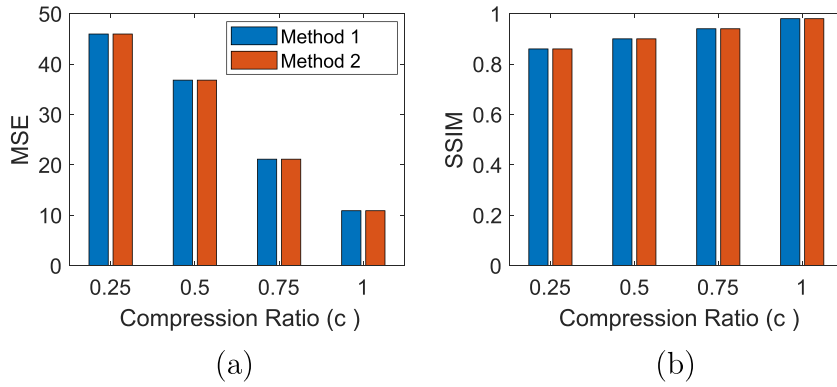 50
40
30
20
10
0
MSE
Method 1
Method 2
0.25 0.5 0.75 1
Compression Ratio (c )
(a)
1
0.8
0.6
0.4
0.2
0
SSIM
0.25 0.5 0.75 1
Compression Ratio (c )
(b)